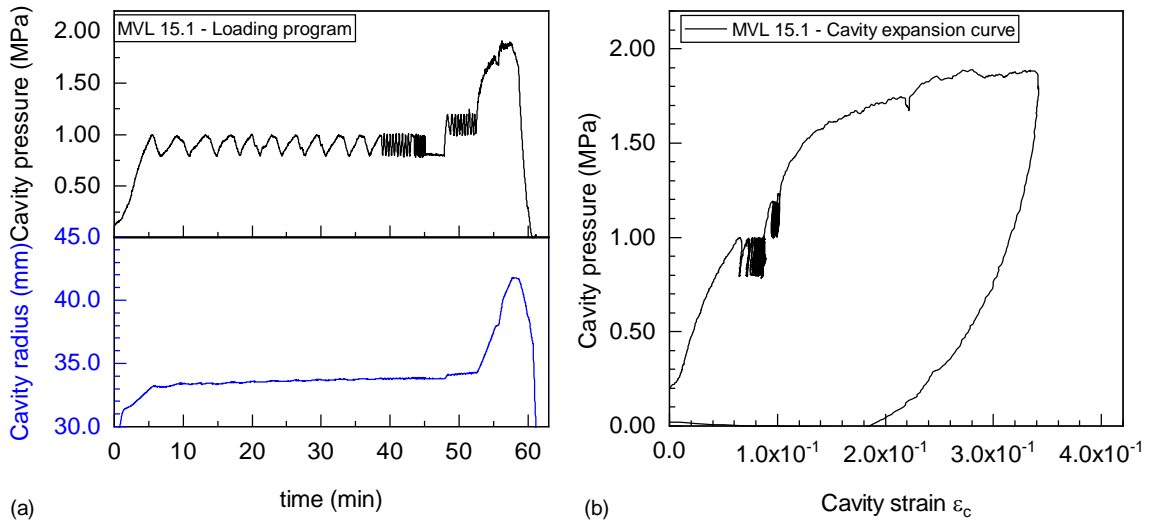 MVL 15.1 - Loading program
Cavity pressure (MPa)
2.00
1.50
1.00
0.50
45.0
40.0
35.0
30.0
Cavity radius (mm)
0 10 20 30 40 50 60
time (min)
(a)
MVL 15.1 - Cavity expansion curve
Cavity pressure (MPa)
2.00
1.50
1.00
0.50
0.00
0.0 1.0x10⁻¹ 2.0x10⁻¹ 3.0x10⁻¹ 4.0x10⁻¹
Cavity strain ε_c
(b)